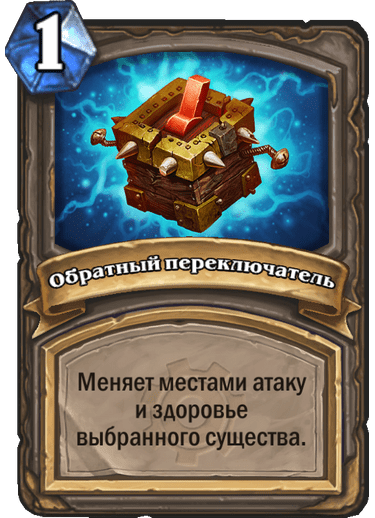 1
Обратный переключатель
Меняет местами атаку
и здоровье
выбранного существа.